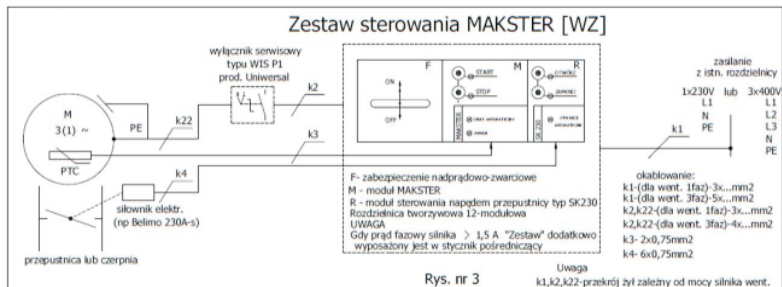 Zestaw sterowania MAKSTER [WZ]
wyłącznik serwisowy
typu WIS P1
prod. Uniwersal
k2
k22
k3
k4
k1
M
3(1) ~
PE
PTC
siłownik elektr.
(np Belimo 230A-s)
przepustnica lub czerpnia
F
ON
OFF
M
START
STOP
MAKSTER
R
SK 230
zasilanie
z istn. rozdzielnicy
1x230V lub 3x400V
L1 L1
N L2
PE L3
N
PE
F- zabezpieczenie nadprądowo-zwarciowe
M - moduł MAKSTER
R - moduł sterowania napędem przepustnicy typ SK230
Rozdzielnica tworzywowa 12-modułowa
UWAGA
Gdy prąd fazowy silnika > 1,5 A "Zestaw" dodatkowo
wyposażony jest w stycznik pośredniczący
okablowanie:
k1-(dla went. 1faz)-3x...mm2
k1-(dla went. 3faz)-5x...mm2
k2,k22-(dla went. 1faz)-3x...mm2
k2,k22-(dla went. 3faz)-4x...mm2
k3- 2x0,75mm2
k4- 6x0,75mm2
Rys. nr 3
Uwaga
k1,k2,k22-przekrój żył zależny od mocy silnika went.